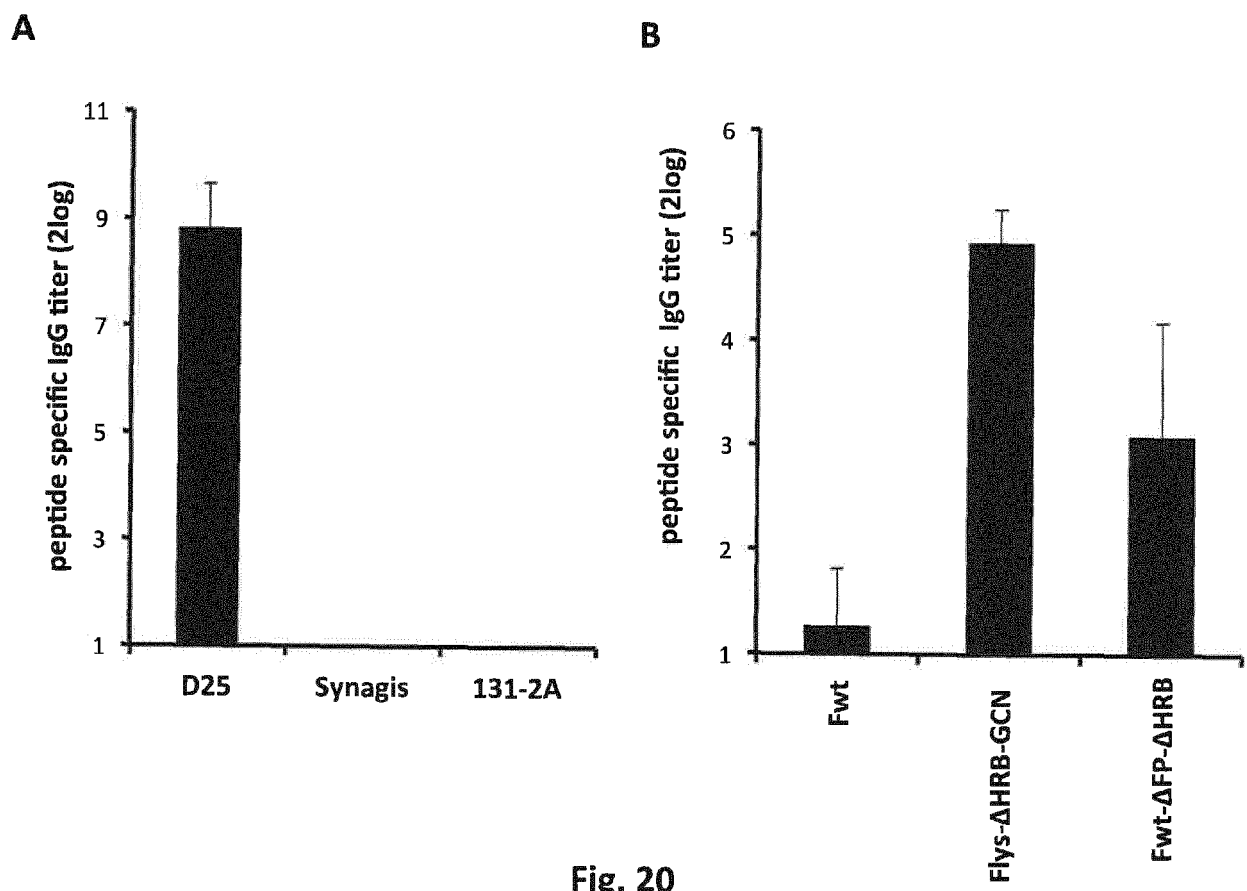 A
peptide specific IgG titer (2log)
11
9
7
5
3
1
D25 Synagis 131-2A
B
peptide specific IgG titer (2log)
6
5
4
3
2
1
Fwt
Flys-ΔHRB-GCN
Fwt-ΔFP-ΔHRB
Fig. 20